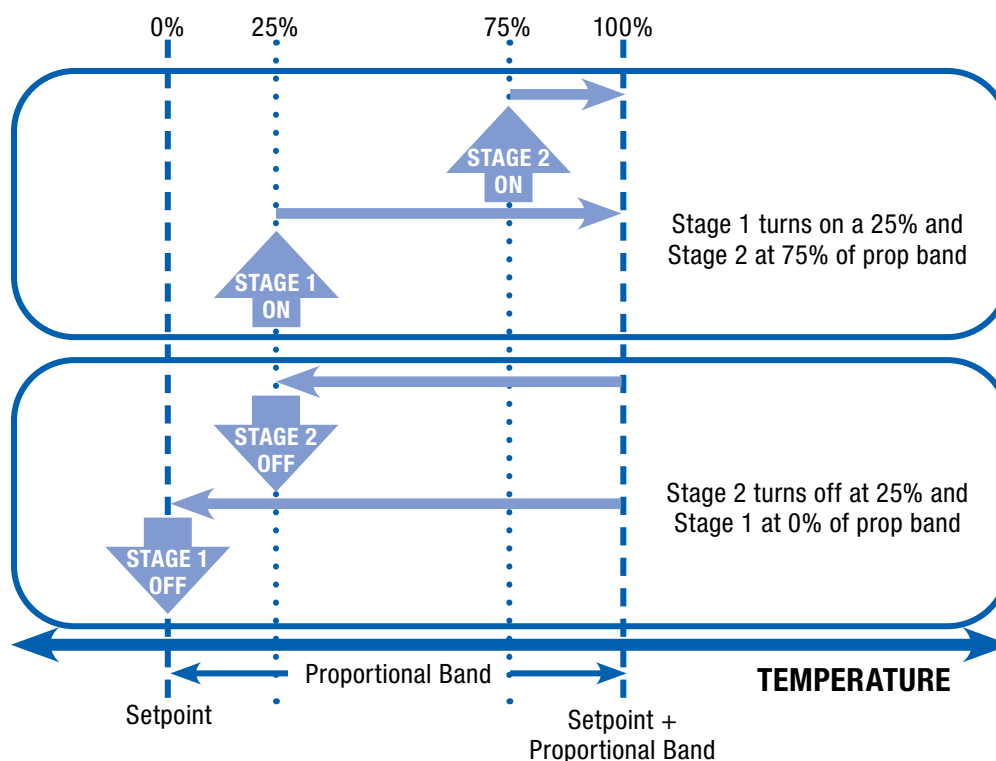 0% 25% 75% 100%
STAGE 2
ON
Stage 1 turns on a 25% and
Stage 2 at 75% of prop band
STAGE 1
ON
STAGE 2
OFF
Stage 2 turns off at 25% and
Stage 1 at 0% of prop band
STAGE 1
OFF
Proportional Band
TEMPERATURE
Setpoint
Setpoint +
Proportional Band